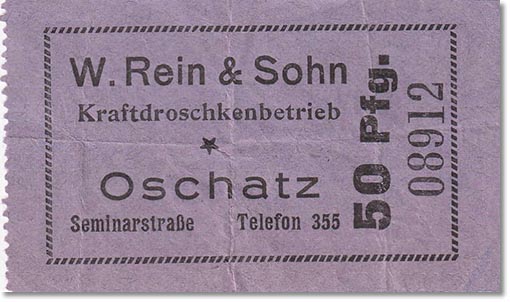 W. Rein & Sohn
Kraftdroschkenbetrieb
Oschatz
Seminarstraße Telefon 355
50 Pfg.
08912